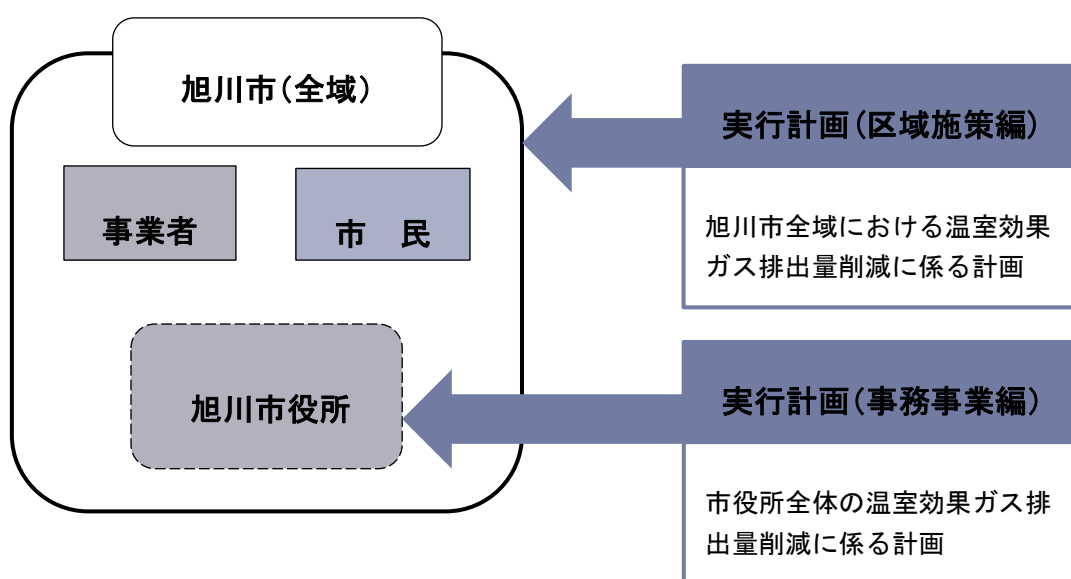 旭川市（全域）
事業者
市　民
旭川市役所
実行計画（区域施策編）
旭川市全域における温室効果
ガス排出量削減に係る計画
実行計画（事務事業編）
市役所全体の温室効果ガス排
出量削減に係る計画